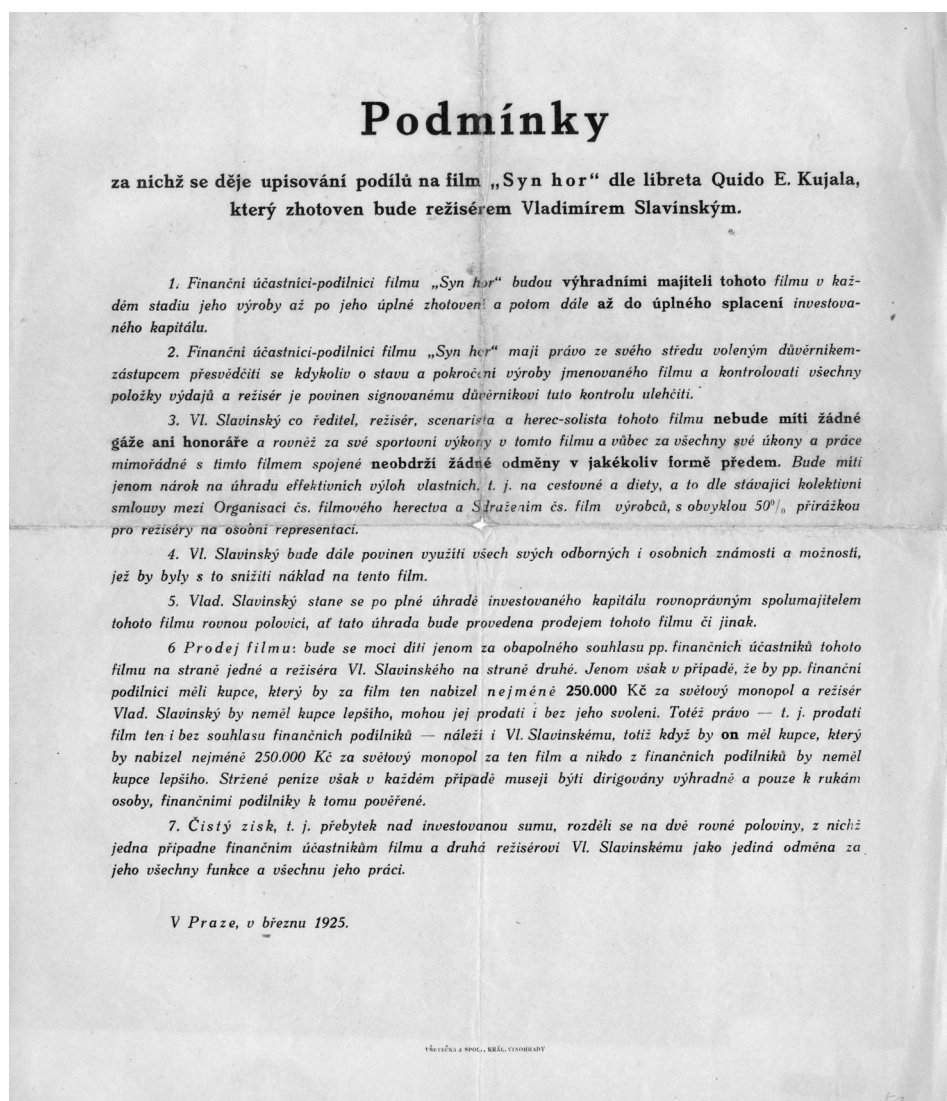 Podmínky
za nichž se děje upisování podílů na film „Syn hor“ dle libreta Quido E. Kujala,
který zhotoven bude režisérem Vladimírem Slavínským.
1. Finanční účastníci-podílníci filmu „Syn hor“ budou výhradními majiteli tohoto filmu v kaž-
dém stadiu jeho výroby až po jeho úplné zhotovení a potom dále až do úplného splacení investova-
ného kapitálu.
2. Finanční účastníci-podílníci filmu „Syn hor“ mají právo ze svého středu voleným důvěrníkem-
zástupcem přesvědčiti se kdykoliv o stavu a pokročení výroby jmenovaného filmu a kontrolovati všechny
položky výdajů a režisér je povinen signovanému důvěrníkovi tuto kontrolu ulehčiti.
3. Vl. Slavínský co ředitel, režisér, scenarista a herec-solista tohoto filmu nebude míti žádné
gáže ani honoráře a rovněž za své sportovní výkony v tomto filmu a vůbec za všechny své úkony a práce
mimořádné s tímto filmem spojené neobdrží žádné odměny v jakékoliv formě předem. Bude míti
jenom nárok na úhradu effektivních výloh vlastních, t. j. na cestovné a diety, a to dle stávající kolektivní
smlouvy mezi Organisací čs. filmového herectva a Sdružením čs. film výrobců, s obvyklou 50% přirážkou
pro režiséry na osobní representaci.
4. Vl. Slavínský bude dále povinen využíti všech svých odborných i osobních známostí a možností,
jež by byly s to snížiti náklad na tento film.
5. Vlad. Slavínský stane se po plné úhradě investovaného kapitálu rovnoprávným spolumajitelem
tohoto filmu rovnou polovicí, ať tato úhrada bude provedena prodejem tohoto filmu či jinak.
6 Prodej filmu: bude se moci díti jenom za obapolného souhlasu pp. finančních účastníků tohoto
filmu na straně jedné a režiséra Vl. Slavínského na straně druhé. Jenom však v případě, že by pp. finanční
podílníci měli kupce, který by za film ten nabízel nejméně 250.000 Kč za světový monopol a režisér
Vlad. Slavínský by neměl kupce lepšího, mohou jej prodati i bez jeho svolení. Totéž právo — t. j. prodati
film ten i bez souhlasu finančních podílníků — náleží i Vl. Slavínskému, totiž když by on měl kupce, který
by nabízel nejméně 250.000 Kč za světový monopol za ten film a nikdo z finančních podílníků by neměl
kupce lepšího. Stržené peníze však v každém případě musejí býti dirigovány výhradně a pouze k rukám
osoby, finančními podílníky k tomu pověřené.
7. Čistý zisk, t. j. přebytek nad investovanou sumu, rozdělí se na dvě rovné poloviny, z nichž
jedna připadne finančním účastníkům filmu a druhá režisérovi Vl. Slavínskému jako jediná odměna za
jeho všechny funkce a všechnu jeho práci.
V Praze, v březnu 1925.
VŠETEČKA A SPOL., KRÁL. VINOHRADY